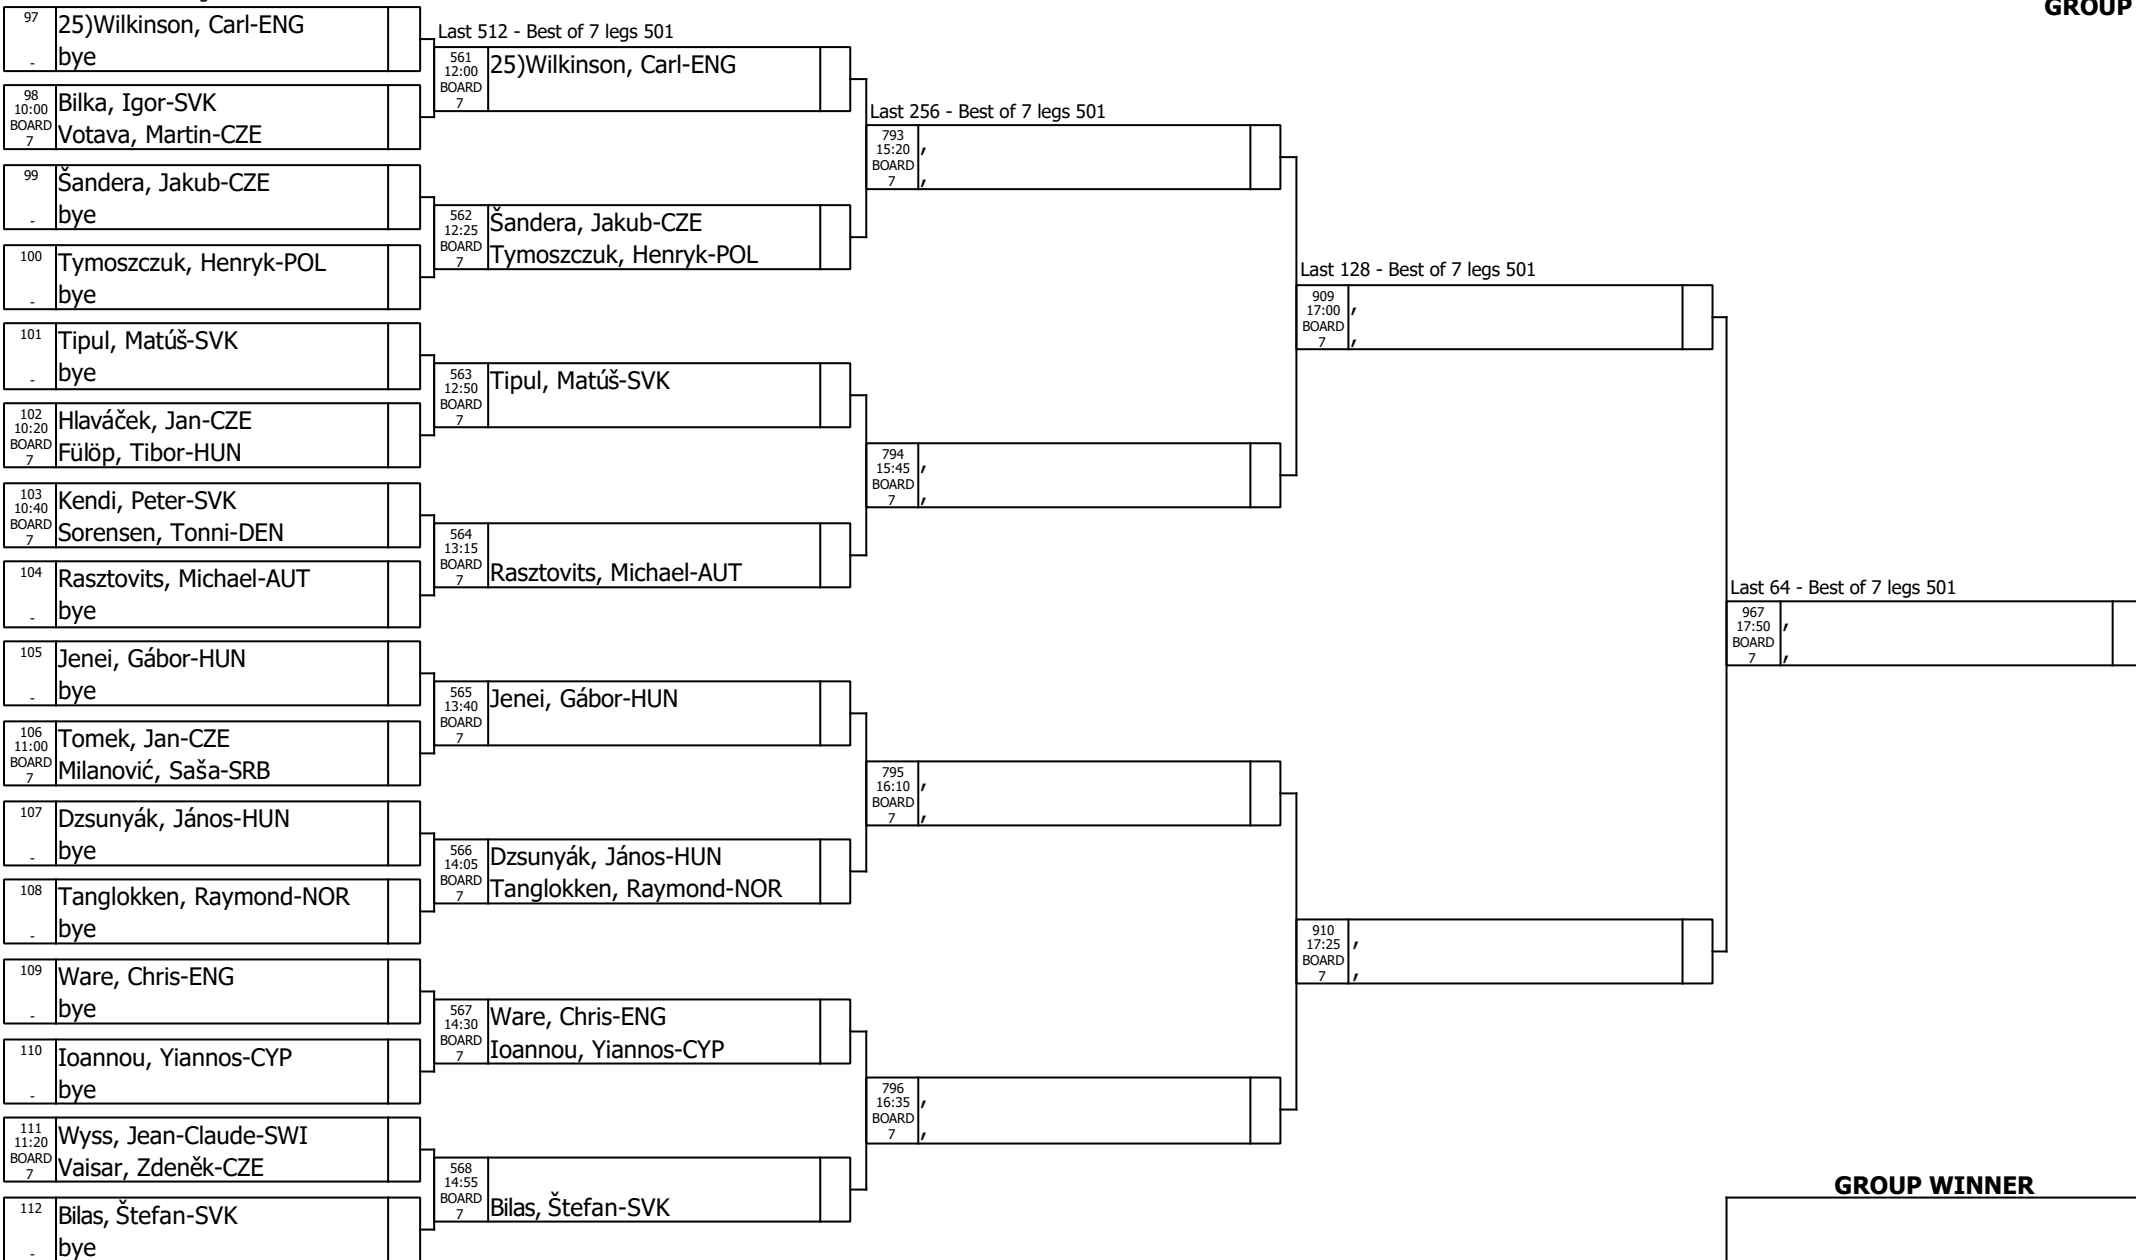 GROUP
97
25)Wilkinson, Carl-ENG
-
bye
98
10:00
BOARD
7
Bilka, Igor-SVK
Votava, Martin-CZE
99
Šandera, Jakub-CZE
-
bye
100
Tymoszczuk, Henryk-POL
-
bye
101
Tipul, Matúš-SVK
-
bye
102
10:20
BOARD
7
Hlaváček, Jan-CZE
Fülöp, Tibor-HUN
103
10:40
BOARD
7
Kendi, Peter-SVK
Sorensen, Tonni-DEN
104
Rasztovits, Michael-AUT
-
bye
105
Jenei, Gábor-HUN
-
bye
106
11:00
BOARD
7
Tomek, Jan-CZE
Milanović, Saša-SRB
107
Dzsunyák, János-HUN
-
bye
108
Tanglokken, Raymond-NOR
-
bye
109
Ware, Chris-ENG
-
bye
110
Ioannou, Yiannos-CYP
-
bye
111
11:20
BOARD
7
Wyss, Jean-Claude-SWI
Vaisar, Zdeněk-CZE
112
Bilas, Štefan-SVK
-
bye
Last 512 - Best of 7 legs 501
561
12:00
BOARD
7
25)Wilkinson, Carl-ENG
562
12:25
BOARD
7
Šandera, Jakub-CZE
Tymoszczuk, Henryk-POL
563
12:50
BOARD
7
Tipul, Matúš-SVK
564
13:15
BOARD
7
Rasztovits, Michael-AUT
565
13:40
BOARD
7
Jenei, Gábor-HUN
566
14:05
BOARD
7
Dzsunyák, János-HUN
Tanglokken, Raymond-NOR
567
14:30
BOARD
7
Ware, Chris-ENG
Ioannou, Yiannos-CYP
568
14:55
BOARD
7
Bilas, Štefan-SVK
Last 256 - Best of 7 legs 501
793
15:20
BOARD
7
,
,
794
15:45
BOARD
7
,
,
795
16:10
BOARD
7
,
,
796
16:35
BOARD
7
,
,
Last 128 - Best of 7 legs 501
909
17:00
BOARD
7
,
,
910
17:25
BOARD
7
,
,
Last 64 - Best of 7 legs 501
967
17:50
BOARD
7
,
,
GROUP WINNER